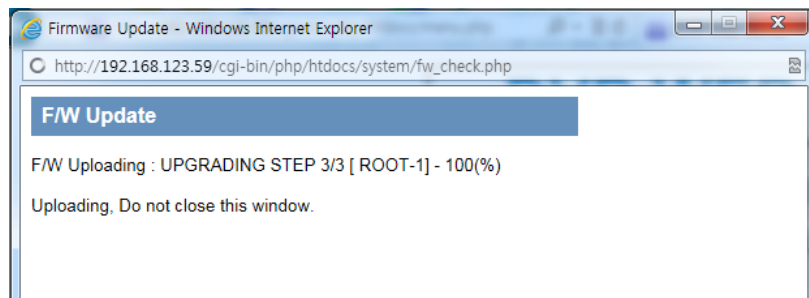 Firmware Update - Windows Internet Explorer
http://192.168.123.59/cgi-bin/php/htdocs/system/fw_check.php
F/W Update
F/W Uploading : UPGRADING STEP 3/3 [ ROOT-1] - 100(%)
Uploading, Do not close this window.